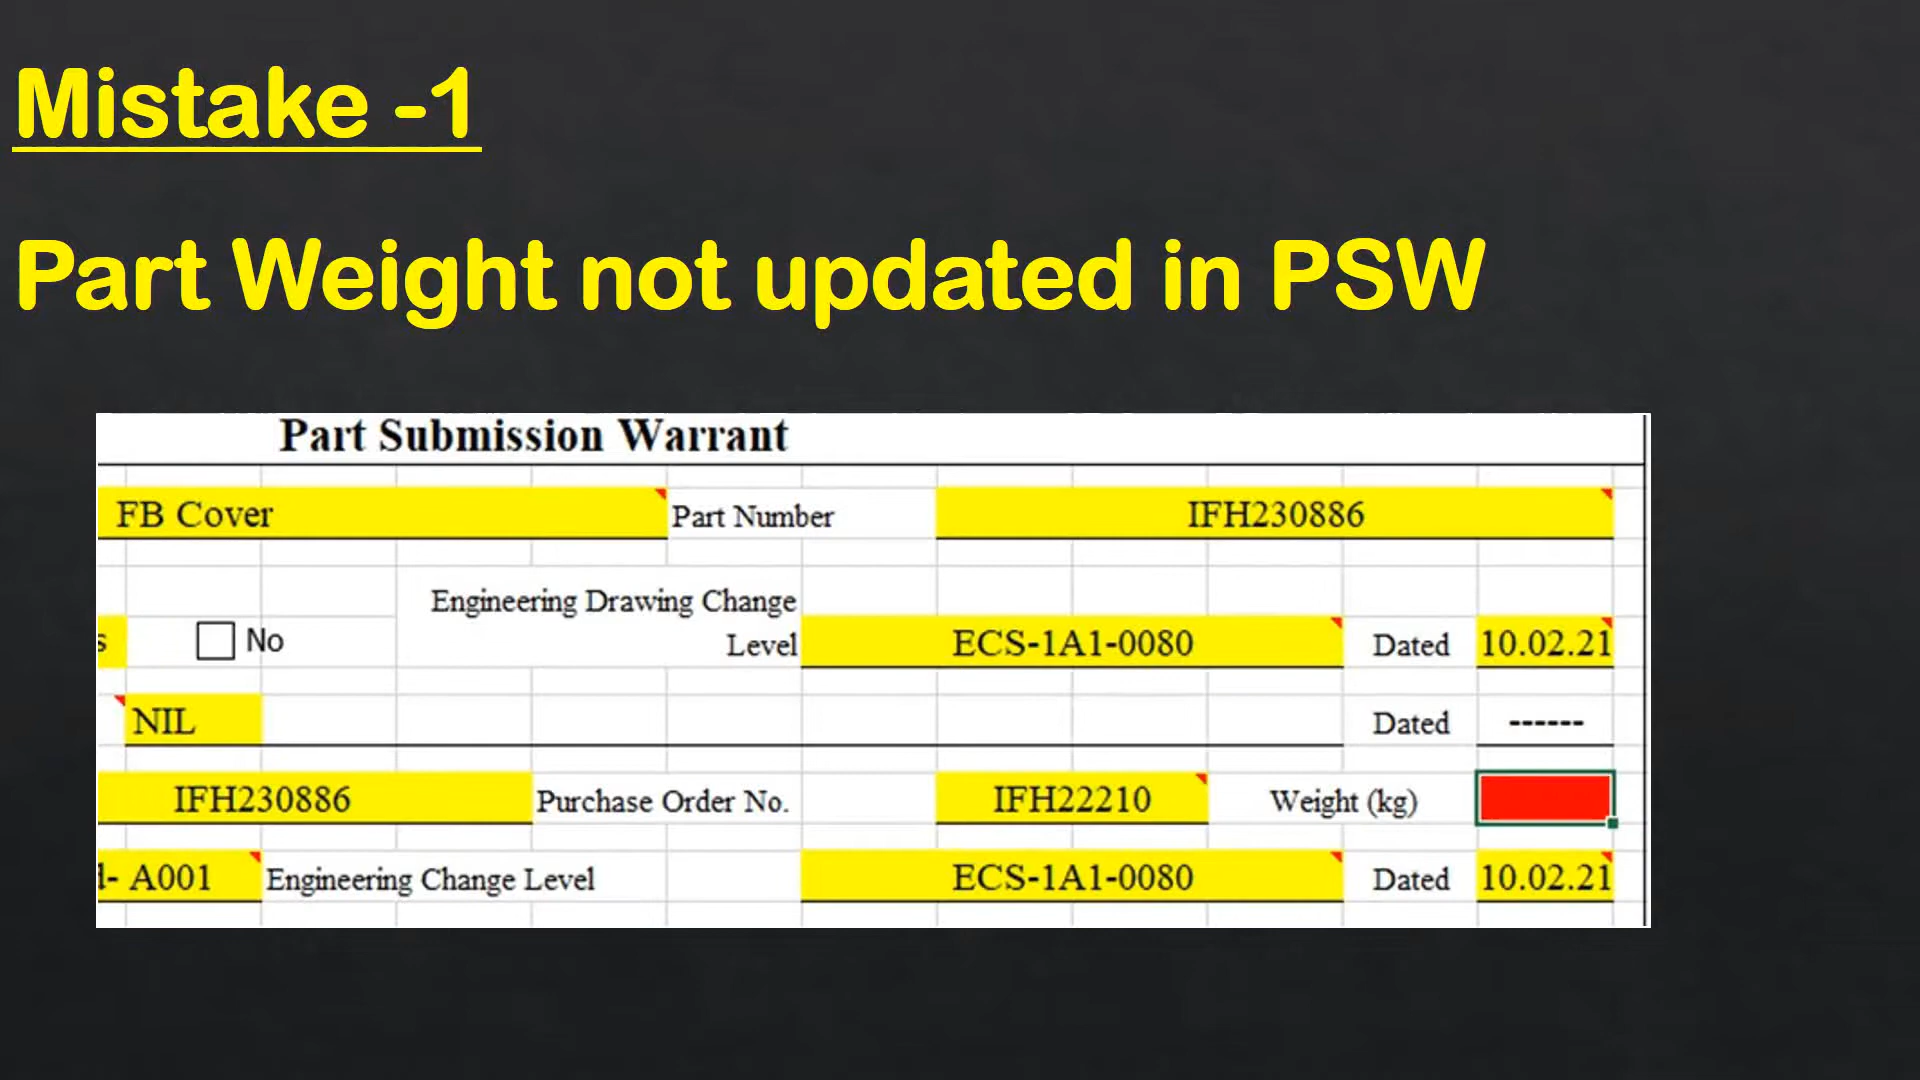 Mistake -1
Part Weight not updated in PSW
Part Submission Warrant
FB Cover Part Number IFH230886
Engineering Drawing Change
s No Level ECS-1A1-0080 Dated 10.02.21
NIL Dated ------
IFH230886 Purchase Order No. IFH22210 Weight (kg)
- A001 Engineering Change Level ECS-1A1-0080 Dated 10.02.21